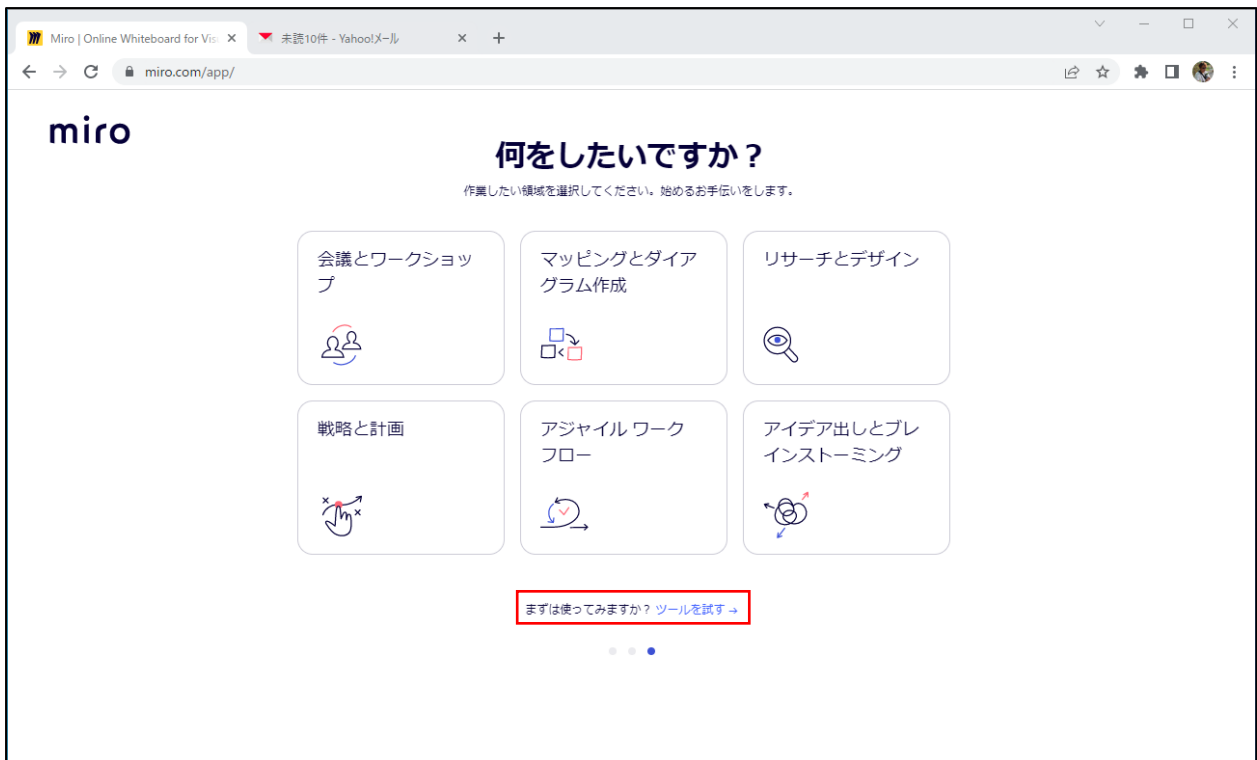 Miro | Online Whiteboard for Vis
未読10件 - Yahoo!メール
miro.com/app/
miro
何をしたいですか？
作業したい領域を選択してください。始めるお手伝いをします。
会議とワークショッ
プ
マッピングとダイア
グラム作成
リサーチとデザイン
戦略と計画
アジャイル ワーク
フロー
アイデア出しとブレ
インストーミング
まずは使ってみますか？ ツールを試す →